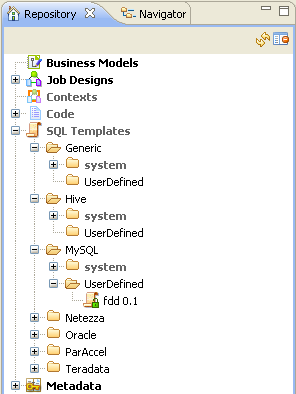 Repository Navigator
Business Models
Job Designs
Contexts
Code
SQL Templates
Generic
system
UserDefined
Hive
system
UserDefined
MySQL
system
UserDefined
fdd 0.1
Netezza
Oracle
ParAccel
Teradata
Metadata